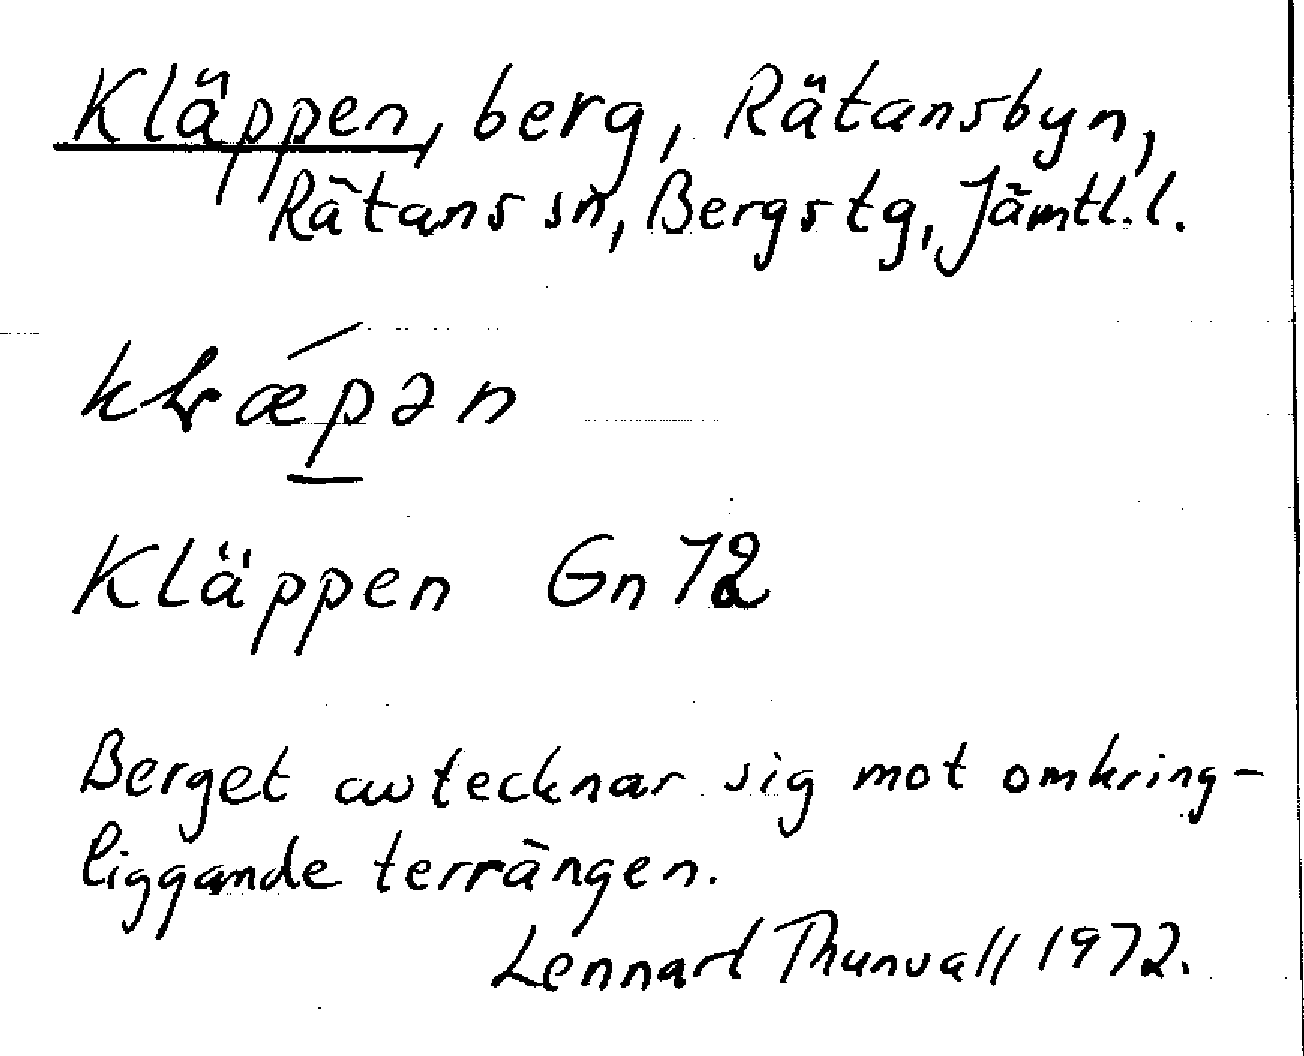 Kläppen, berg, Rätansbyn,
Rätans sn, Bergs tg, Jämtl. l.
Kläppen Gn 72
Berget avtecknar sig mot omkring-
liggande terrängen.
Lennart Thunvall 1972.